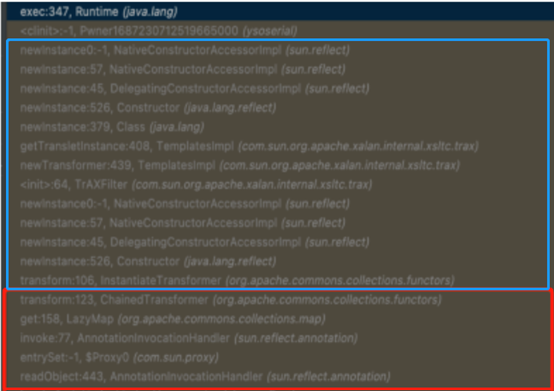 exec:347, Runtime (java.lang)
<clinit>:-1, Pwner1687230712519665000 (ysoserial)
newInstance0:-1, NativeConstructorAccessorImpl (sun.reflect)
newInstance:57, NativeConstructorAccessorImpl (sun.reflect)
newInstance:45, DelegatingConstructorAccessorImpl (sun.reflect)
newInstance:526, Constructor (java.lang.reflect)
newInstance:379, Class (java.lang)
getTransletInstance:408, TemplatesImpl (com.sun.org.apache.xalan.internal.xsltc.trax)
newTransformer:439, TemplatesImpl (com.sun.org.apache.xalan.internal.xsltc.trax)
<init>:64, TrAXFilter (com.sun.org.apache.xalan.internal.xsltc.trax)
newInstance0:-1, NativeConstructorAccessorImpl (sun.reflect)
newInstance:57, NativeConstructorAccessorImpl (sun.reflect)
newInstance:45, DelegatingConstructorAccessorImpl (sun.reflect)
newInstance:526, Constructor (java.lang.reflect)
transform:106, InstantiateTransformer (org.apache.commons.collections.functors)
transform:123, ChainedTransformer (org.apache.commons.collections.functors)
get:158, LazyMap (org.apache.commons.collections.map)
invoke:77, AnnotationInvocationHandler (sun.reflect.annotation)
entrySet:-1, $Proxy0 (com.sun.proxy)
readObject:443, AnnotationInvocationHandler (sun.reflect.annotation)